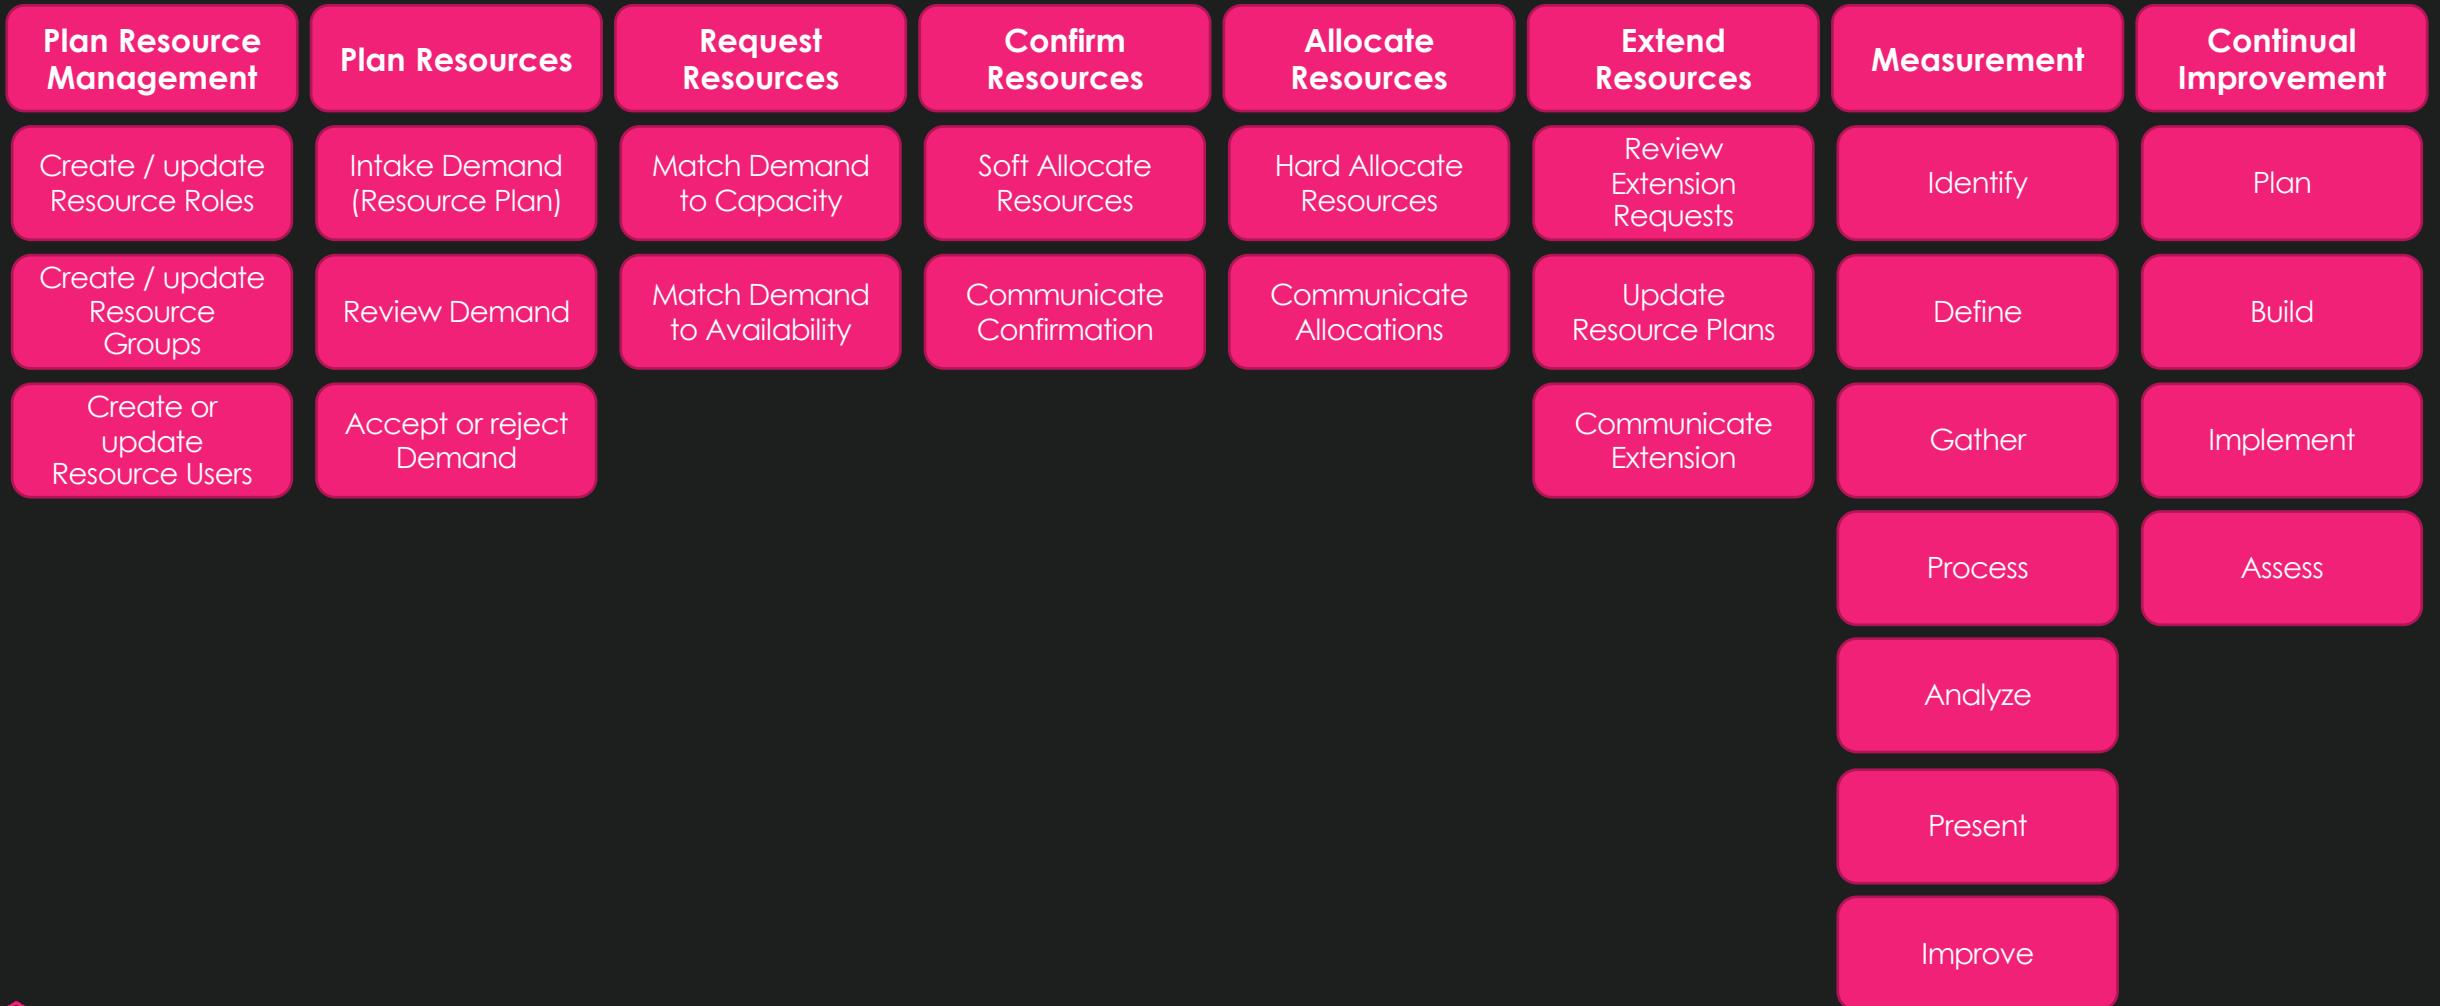 Plan Resource
Management
Plan Resources
Request
Resources
Confirm
Resources
Allocate
Resources
Extend
Resources
Measurement
Continual
Improvement
Create / update
Resource Roles
Intake Demand
(Resource Plan)
Match Demand
to Capacity
Soft Allocate
Resources
Hard Allocate
Resources
Review
Extension
Requests
Identify
Plan
Create / update
Resource
Groups
Review Demand
Match Demand
to Availability
Communicate
Confirmation
Communicate
Allocations
Update
Resource Plans
Define
Build
Create or
update
Resource Users
Accept or reject
Demand
Communicate
Extension
Gather
Implement
Process
Assess
Analyze
Present
Improve